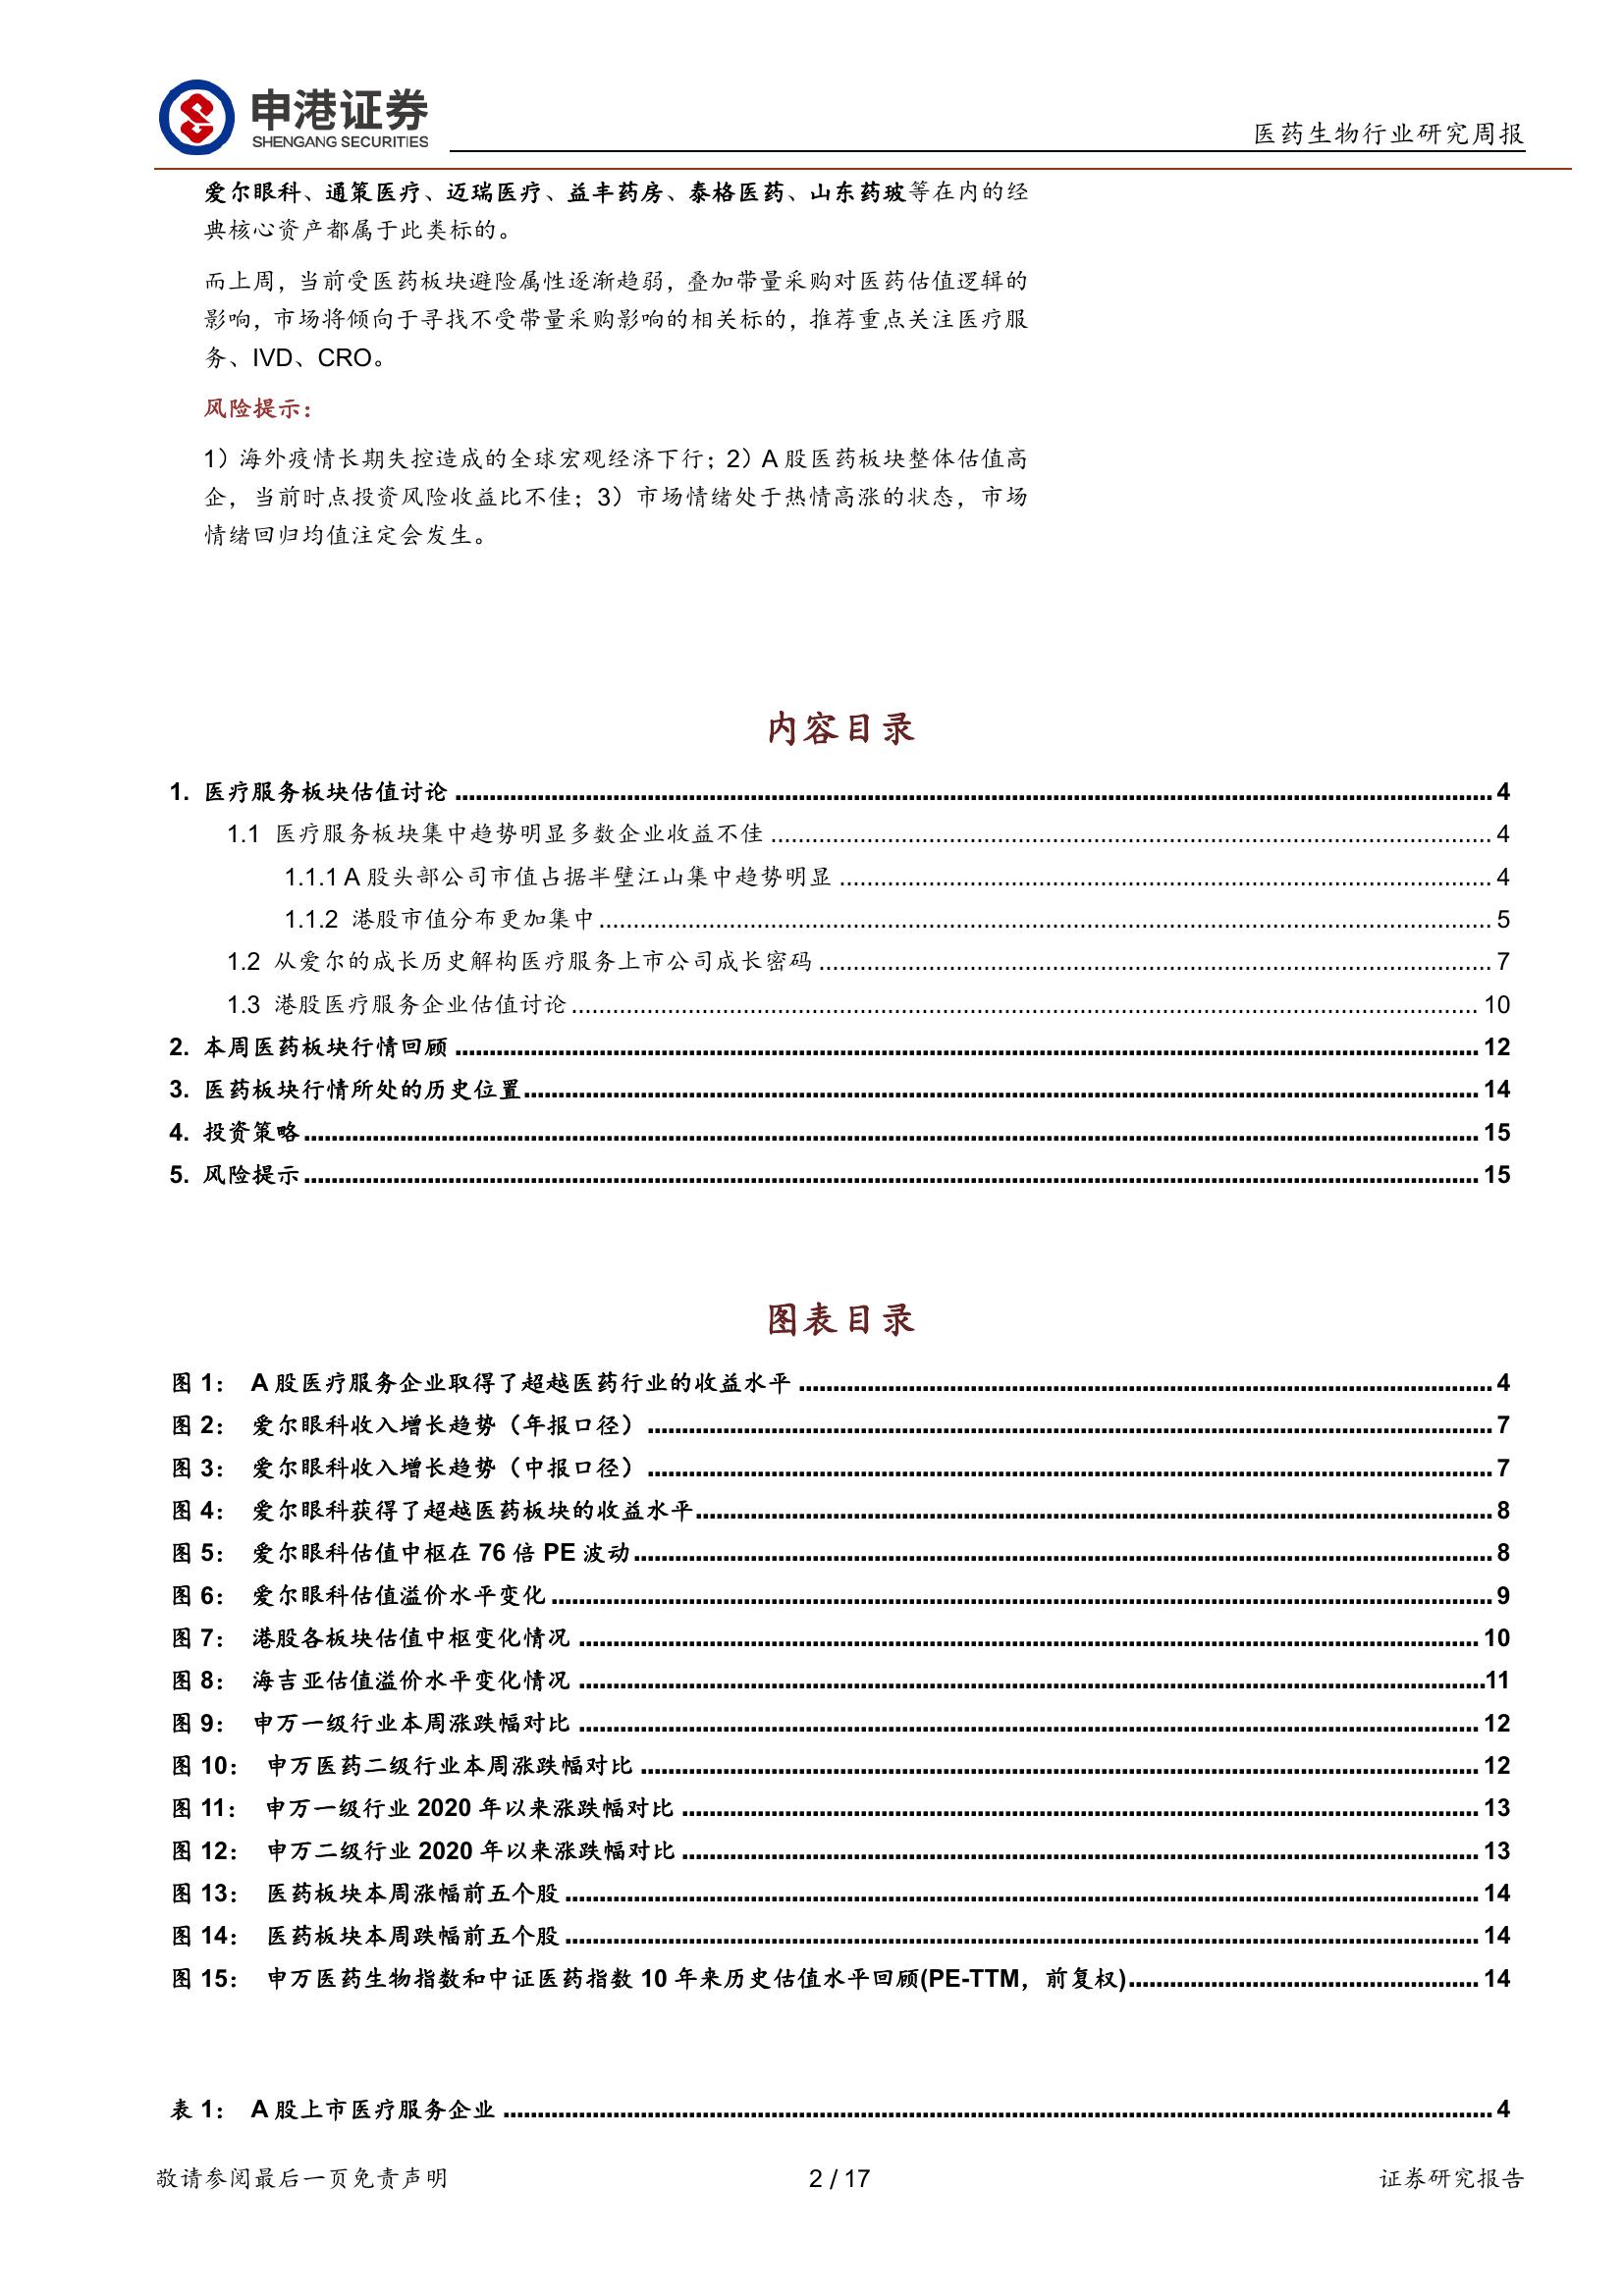 申港证券
SHENGANG SECURITIES
医药生物行业研究周报
爱尔眼科、通策医疗、迈瑞医疗、益丰药房、泰格医药、山东药玻等在内的经
典核心资产都属于此类标的。
而上周，当前受医药板块避险属性逐渐趋弱，叠加带量采购对医药估值逻辑的
影响，市场将倾向于寻找不受带量采购影响的相关标的，推荐重点关注医疗服
务、IVD、CRO。
风险提示：
1）海外疫情长期失控造成的全球宏观经济下行；2）A 股医药板块整体估值高
企，当前时点投资风险收益比不佳；3）市场情绪处于热情高涨的状态，市场
情绪回归均值注定会发生。
内容目录
1. 医疗服务板块估值讨论 4
1.1 医疗服务板块集中趋势明显多数企业收益不佳 4
1.1.1 A 股头部公司市值占据半壁江山集中趋势明显 4
1.1.2 港股市值分布更加集中 5
1.2 从爱尔的成长历史解构医疗服务上市公司成长密码 7
1.3 港股医疗服务企业估值讨论 10
2. 本周医药板块行情回顾 12
3. 医药板块行情所处的历史位置 14
4. 投资策略 15
5. 风险提示 15
图表目录
图 1： A 股医疗服务企业取得了超越医药行业的收益水平 4
图 2： 爱尔眼科收入增长趋势（年报口径） 7
图 3： 爱尔眼科收入增长趋势（中报口径） 7
图 4： 爱尔眼科获得了超越医药板块的收益水平 8
图 5： 爱尔眼科估值中枢在 76 倍 PE 波动 8
图 6： 爱尔眼科估值溢价水平变化 9
图 7： 港股各板块估值中枢变化情况 10
图 8： 海吉亚估值溢价水平变化情况 11
图 9： 申万一级行业本周涨跌幅对比 12
图 10： 申万医药二级行业本周涨跌幅对比 12
图 11： 申万一级行业 2020 年以来涨跌幅对比 13
图 12： 申万二级行业 2020 年以来涨跌幅对比 13
图 13： 医药板块本周涨幅前五个股 14
图 14： 医药板块本周跌幅前五个股 14
图 15： 申万医药生物指数和中证医药指数 10 年来历史估值水平回顾(PE-TTM，前复权) 14
表 1： A 股上市医疗服务企业 4
敬请参阅最后一页免责声明
2 / 17
证券研究报告